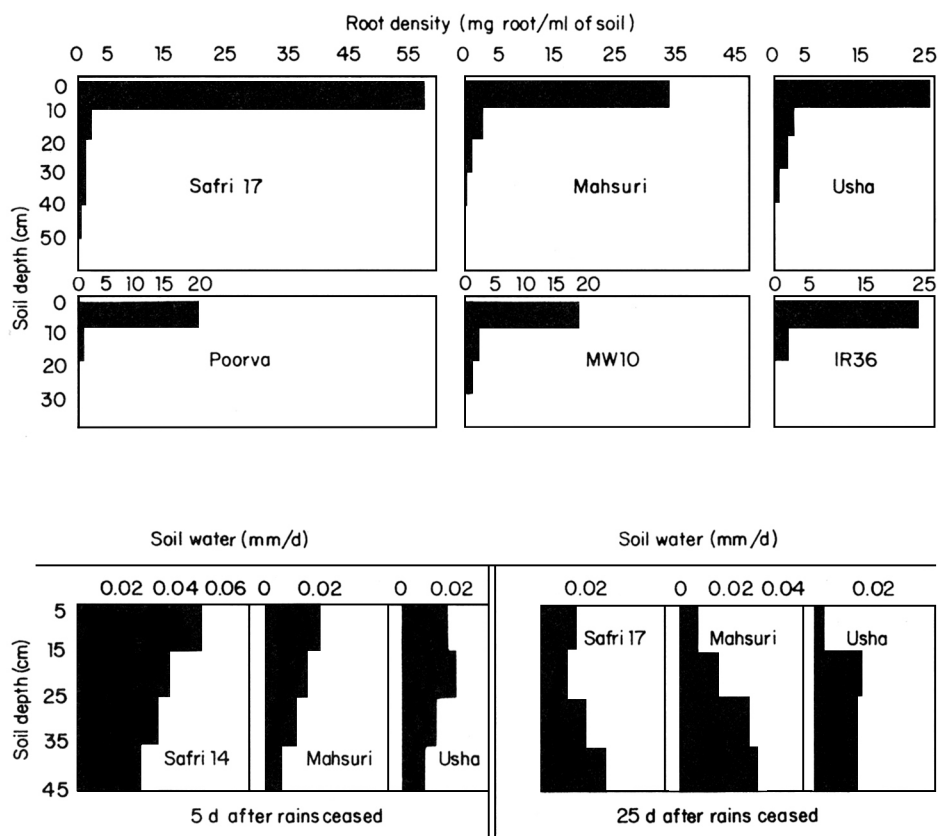 Root density (mg root/ml of soil)
0 5 15 25 35 45 55 0 5 15 25 34 45 0 5 15 25
0
10
20
30
40
50
Safri 17 Mahsuri Usha
Soil depth (cm)
0 5 10 15 20 0 5 10 15 20 0 5 10 15 25
0
10
20
30
Poorva MW10 IR36
Soil water (mm/d) Soil water (mm/d)
0.02 0.04 0.06 0 0.02 0 0.02 0.02 0 0.02 0.04 0.02
5
15
25
35
45
Soil depth (cm)
Safri 17 Mahsuri Usha
Safri 14 Mahsuri Usha
5 d after rains ceased 25 d after rains ceased